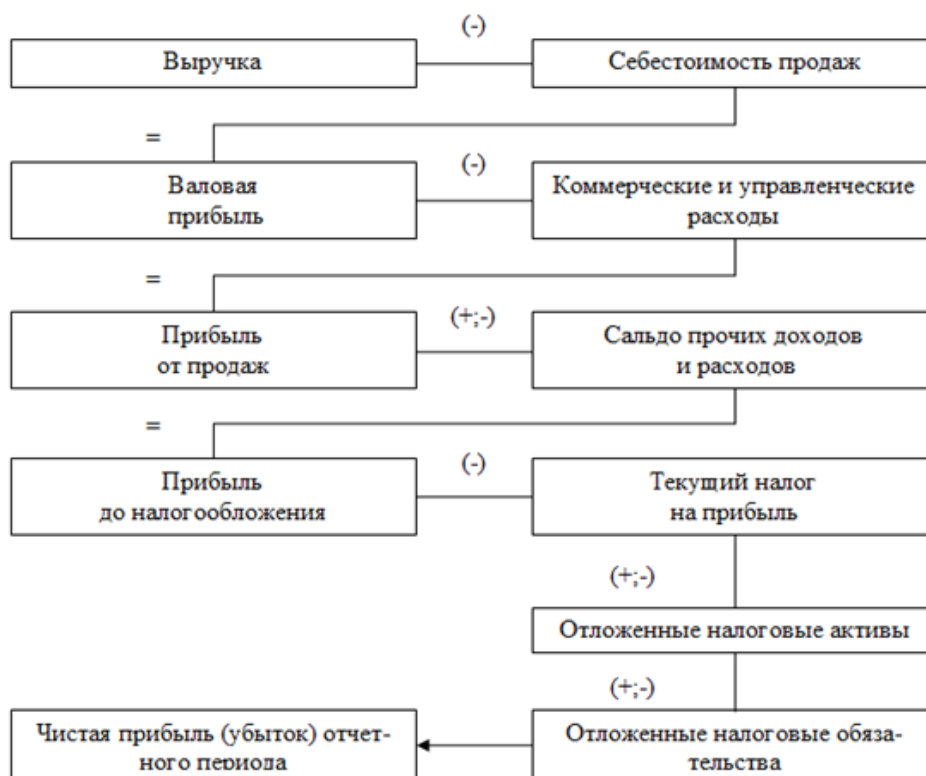 (-)
Выручка
Себестоимость продаж
=
(-)
Валовая
прибыль
Коммерческие и управленческие
расходы
=
(+;-)
Прибыль
от продаж
Сальдо прочих доходов
и расходов
=
(-)
Прибыль
до налогообложения
Текущий налог
на прибыль
(+;-)
Отложенные налоговые активы
(+;-)
Чистая прибыль (убыток) отчет-
ного периода
Отложенные налоговые обяза-
тельства